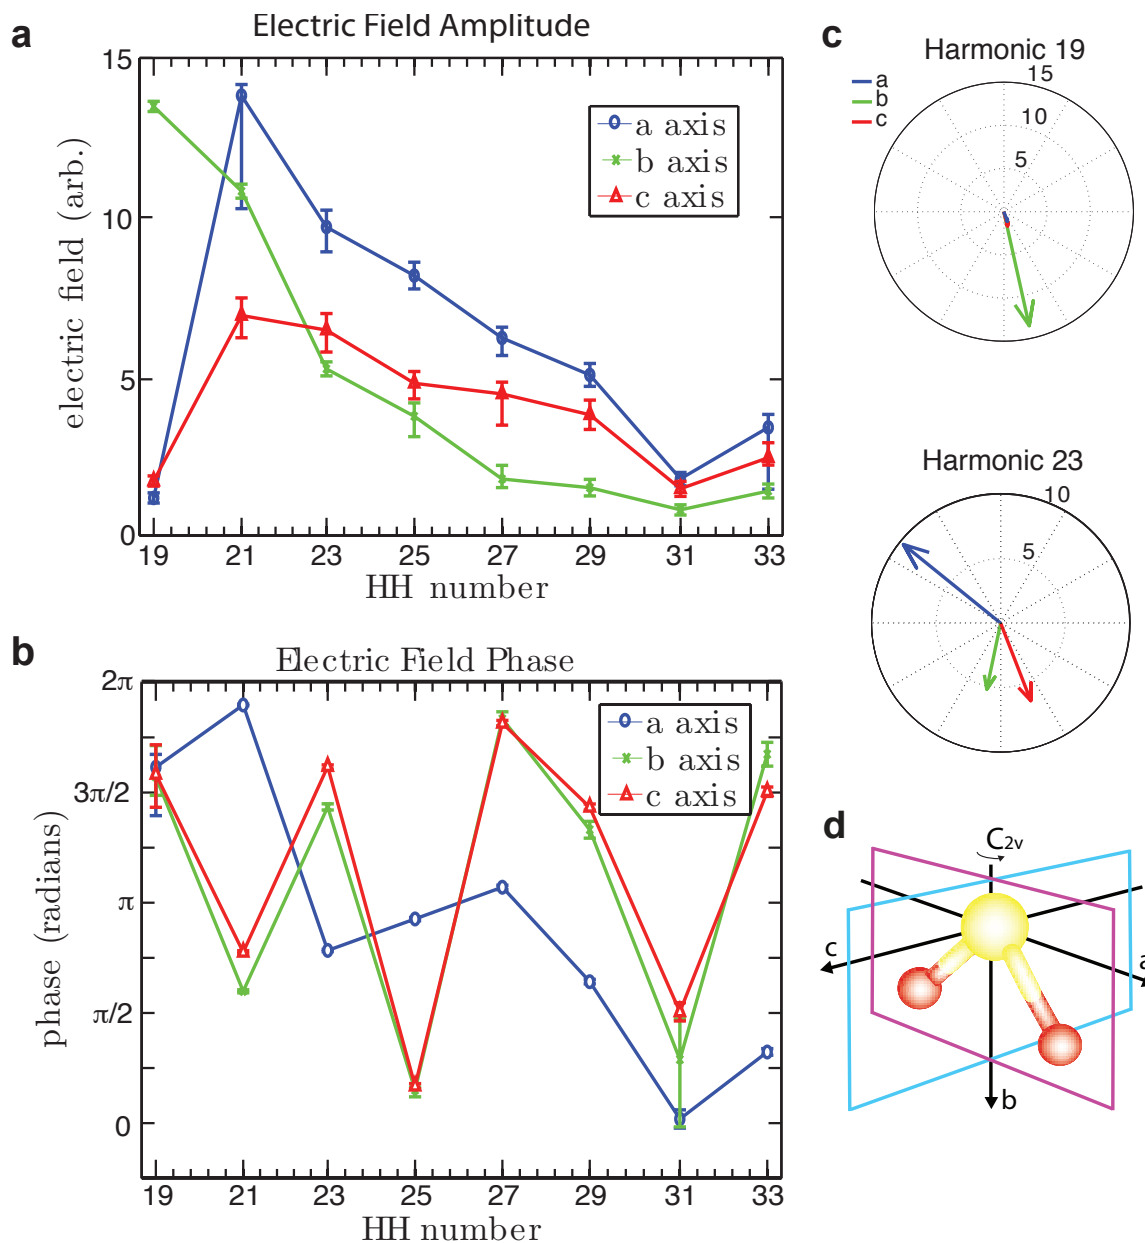 a
Electric Field Amplitude
15
10
5
0
electric field (arb.)
a axis
b axis
c axis
19 21 23 25 27 29 31 33
HH number
b
Electric Field Phase
2π
3π/2
π
π/2
0
phase (radians)
a axis
b axis
c axis
19 21 23 25 27 29 31 33
HH number
c
Harmonic 19
a
b
c
15
10
5
Harmonic 23
10
5
d
C2v
c
a
b